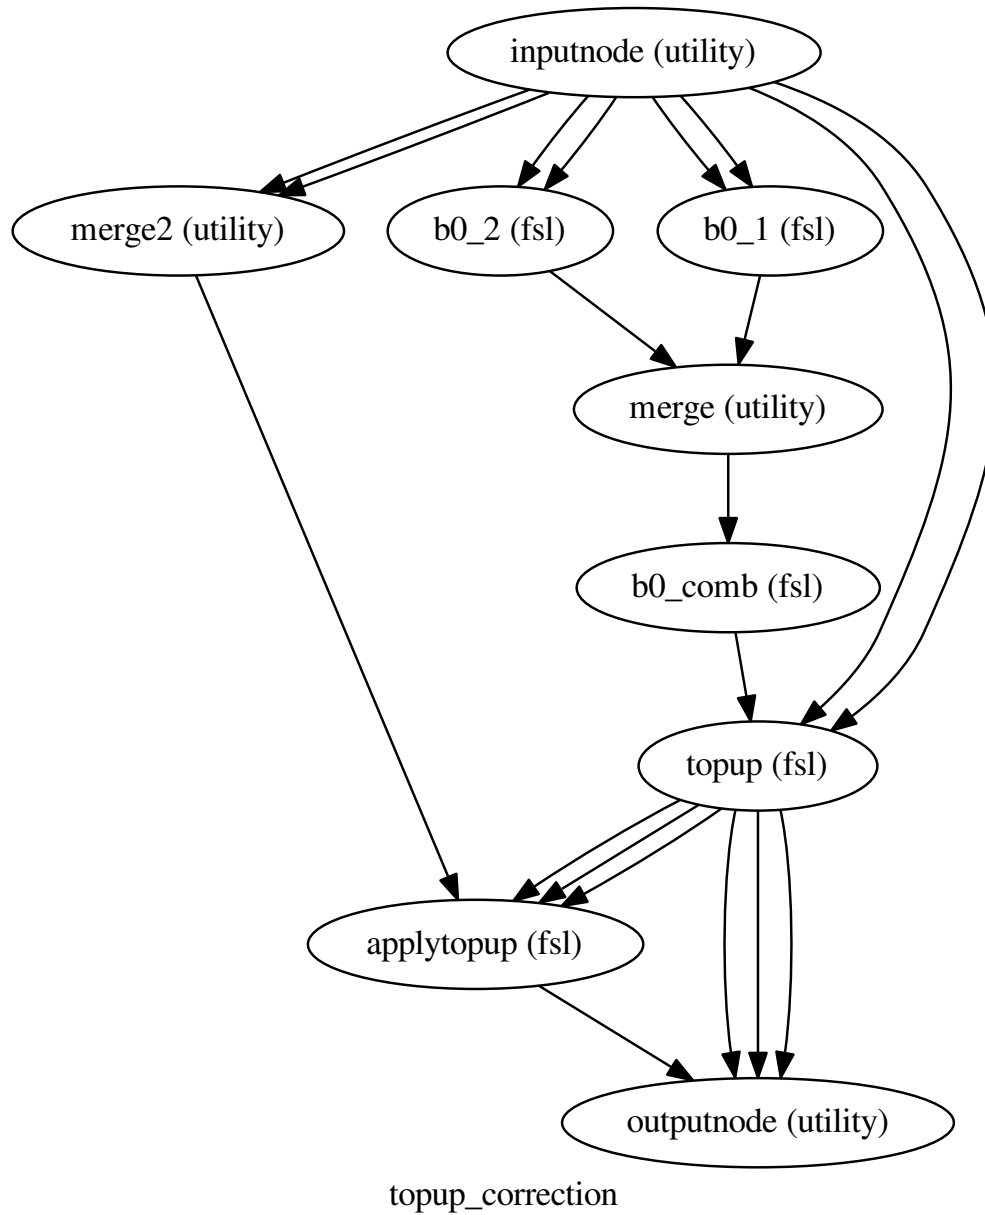 inputnode (utility)
merge2 (utility)
b0_2 (fsl)
b0_1 (fsl)
merge (utility)
b0_comb (fsl)
topup (fsl)
applytopup (fsl)
outputnode (utility)
topup_correction